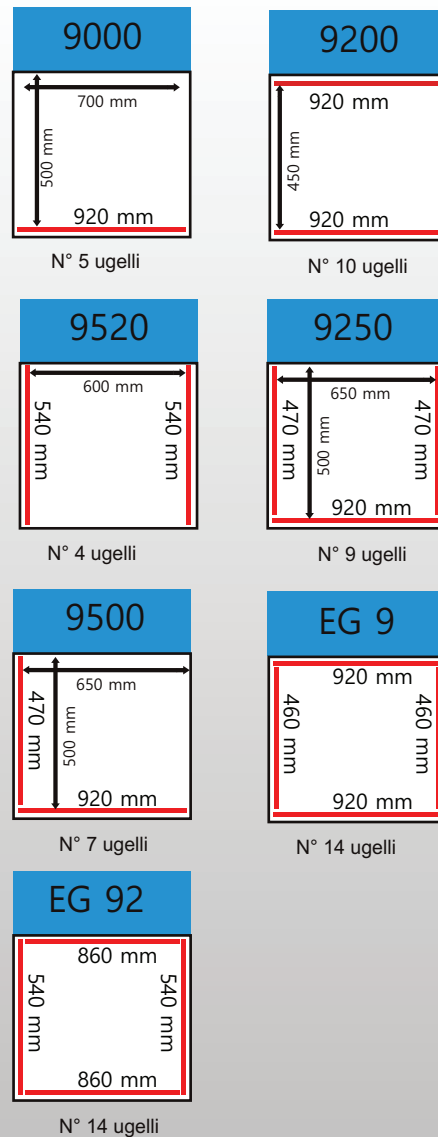 9000
700 mm
500 mm
920 mm
N° 5 ugelli
9200
920 mm
450 mm
920 mm
N° 10 ugelli
9520
600 mm
540 mm
540 mm
N° 4 ugelli
9250
650 mm
470 mm
500 mm
470 mm
920 mm
N° 9 ugelli
9500
650 mm
470 mm
500 mm
920 mm
N° 7 ugelli
EG 9
920 mm
460 mm
460 mm
920 mm
N° 14 ugelli
EG 92
860 mm
540 mm
540 mm
860 mm
N° 14 ugelli